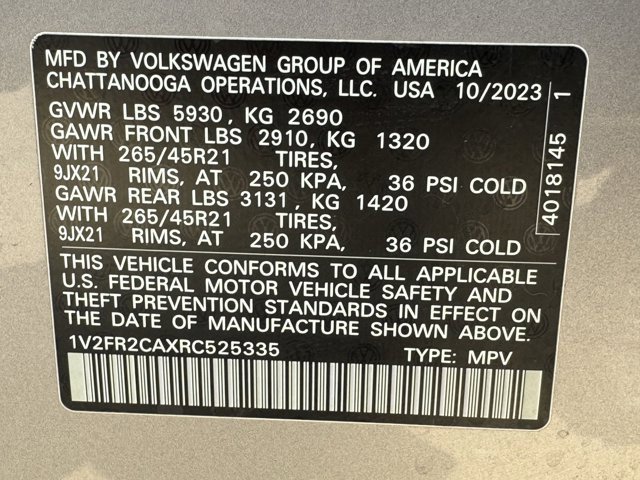 MFD BY VOLKSWAGEN GROUP OF AMERICA
CHATTANOOGA OPERATIONS, LLC. USA 10/2023
GVWR LBS 5930, KG 2690
GAWR FRONT LBS 2910, KG 1320
WITH 265/45R21 TIRES,
9JX21 RIMS, AT 250 KPA, 36 PSI COLD
GAWR REAR LBS 3131, KG 1420
WITH 265/45R21 TIRES,
9JX21 RIMS, AT 250 KPA, 36 PSI COLD
THIS VEHICLE CONFORMS TO ALL APPLICABLE
U.S. FEDERAL MOTOR VEHICLE SAFETY AND
THEFT PREVENTION STANDARDS IN EFFECT ON
THE DATE OF MANUFACTURE SHOWN ABOVE.
1V2FR2CAXRC525335 TYPE: MPV
4018145 1